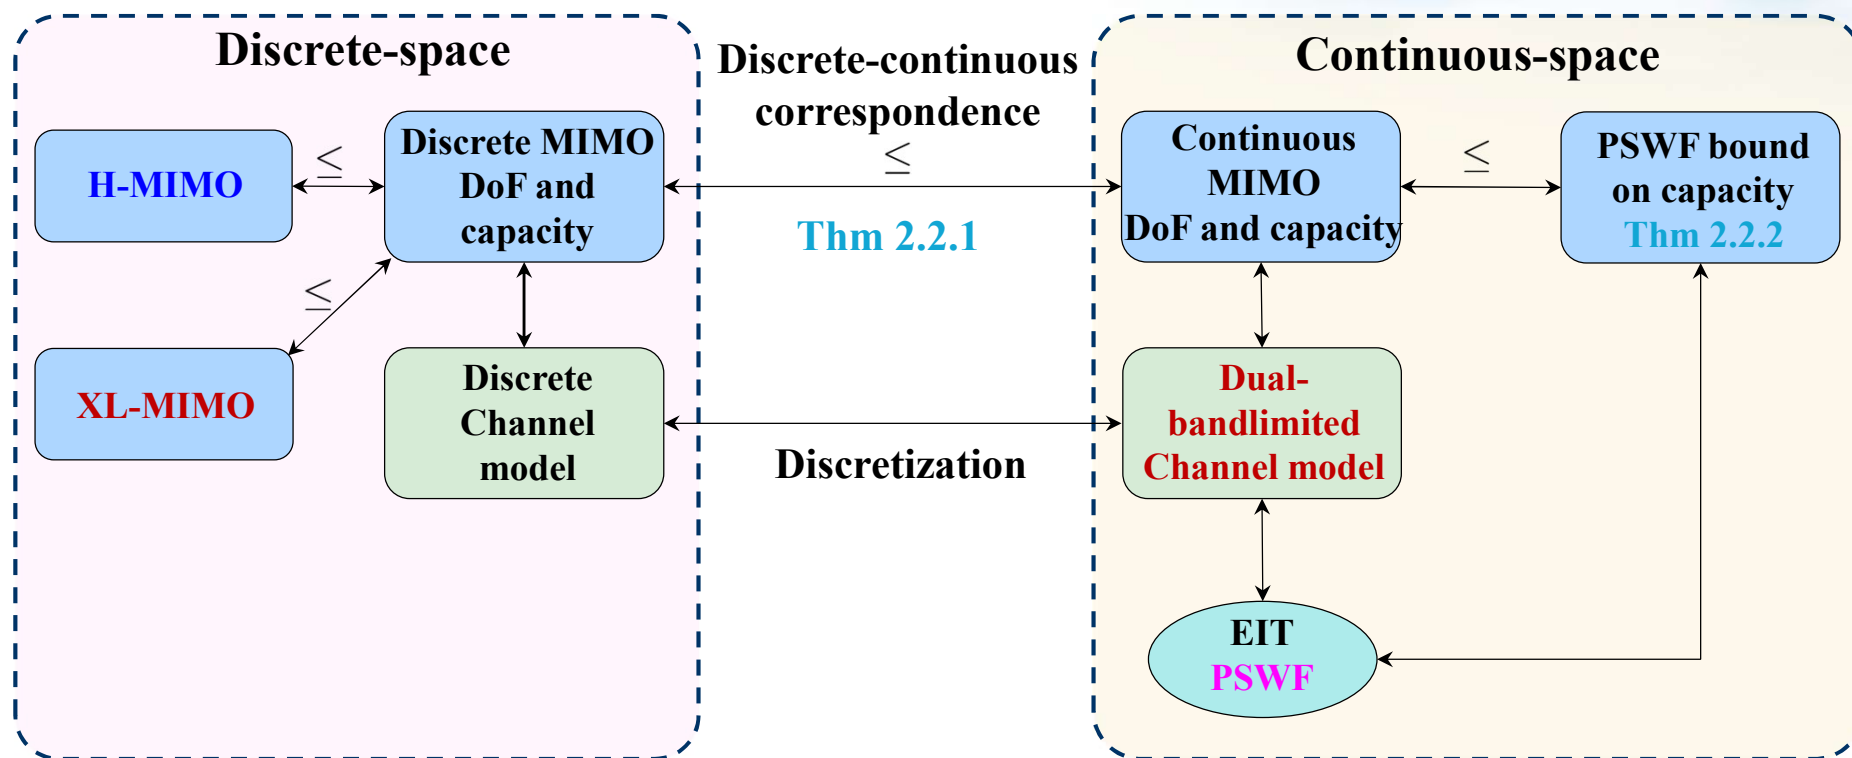 Discrete-space
H-MIMO
≤
Discrete MIMO
DoF and
capacity
≤
XL-MIMO
Discrete
Channel
model
Discrete-continuous
correspondence
≤
Thm 2.2.1
Discretization
Continuous-space
Continuous
MIMO
DoF and capacity
≤
PSWF bound
on capacity
Thm 2.2.2
Dual-
bandlimited
Channel model
EIT
PSWF